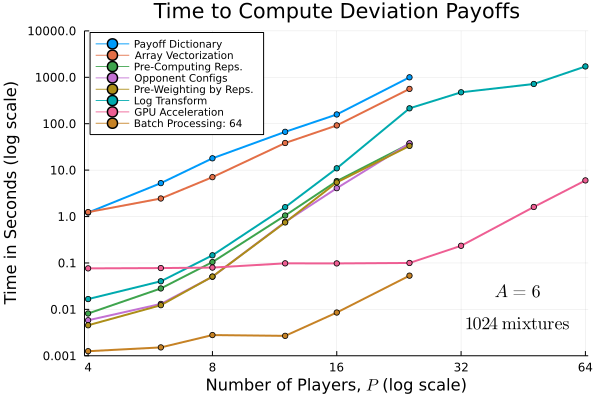 Time to Compute Deviation Payoffs
Time in Seconds (log scale)
10000.0
1000.0
100.0
10.0
1.0
0.1
0.01
0.001
Payoff Dictionary
Array Vectorization
Pre-Computing Reps.
Opponent Configs
Pre-Weighting by Reps.
Log Transform
GPU Acceleration
Batch Processing: 64
A = 6
1024 mixtures
4 8 16 32 64
Number of Players, P (log scale)